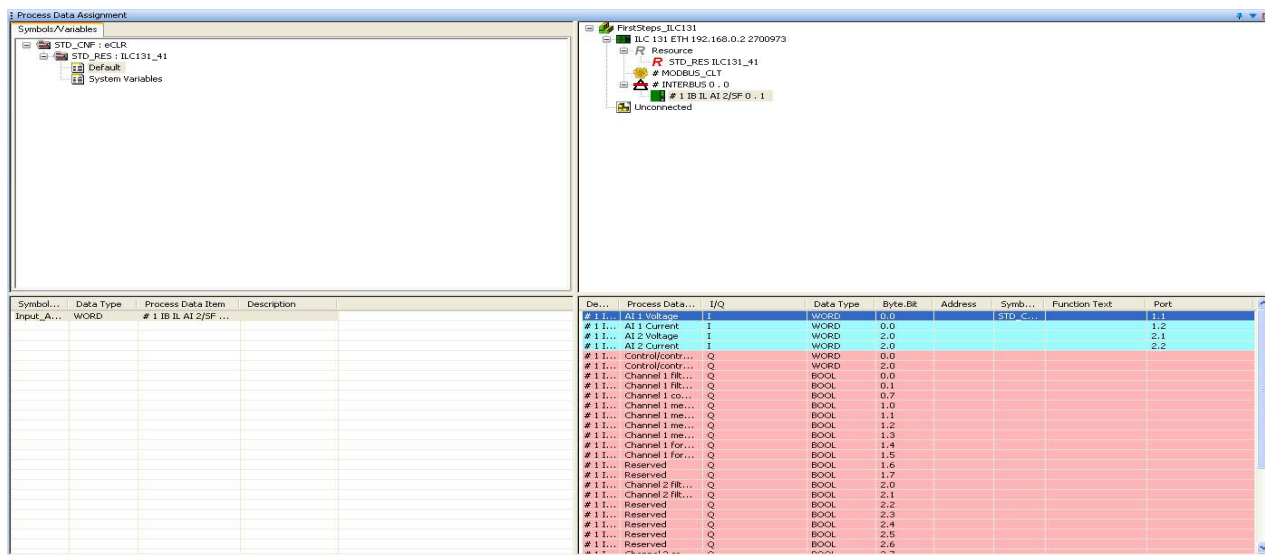 Process Data Assignment
Symbols/Variables
STD_CNF : eCLR
STD_RES : ILC131_41
Default
System Variables
FirstSteps_ILC131
ILC 131 ETH 192.168.0.2 2700973
R Resource
R STD_RES ILC131_41
# MODBUS_CLT
# INTERBUS 0 . 0
# 1 IB IL AI 2/SF 0 . 1
Unconnected
Symbol... Data Type Process Data Item Description
Input_A... WORD # 1 IB IL AI 2/SF ...
De... Process Data... I/Q Data Type Byte.Bit Address Symb... Function Text Port
# 1 I... AI 1 Voltage I WORD 0.0 STD_C... 1.1
# 1 I... AI 1 Current I WORD 0.0 1.2
# 1 I... AI 2 Voltage I WORD 2.0 2.1
# 1 I... AI 2 Current I WORD 2.0 2.2
# 1 I... Control/contr... Q WORD 0.0
# 1 I... Control/contr... Q WORD 2.0
# 1 I... Channel 1 filt... Q BOOL 0.0
# 1 I... Channel 1 filt... Q BOOL 0.1
# 1 I... Channel 1 co... Q BOOL 0.7
# 1 I... Channel 1 me... Q BOOL 1.0
# 1 I... Channel 1 me... Q BOOL 1.1
# 1 I... Channel 1 me... Q BOOL 1.2
# 1 I... Channel 1 me... Q BOOL 1.3
# 1 I... Channel 1 for... Q BOOL 1.4
# 1 I... Channel 1 for... Q BOOL 1.5
# 1 I... Reserved Q BOOL 1.6
# 1 I... Reserved Q BOOL 1.7
# 1 I... Channel 2 filt... Q BOOL 2.0
# 1 I... Channel 2 filt... Q BOOL 2.1
# 1 I... Reserved Q BOOL 2.2
# 1 I... Reserved Q BOOL 2.3
# 1 I... Reserved Q BOOL 2.4
# 1 I... Reserved Q BOOL 2.5
# 1 I... Reserved Q BOOL 2.6